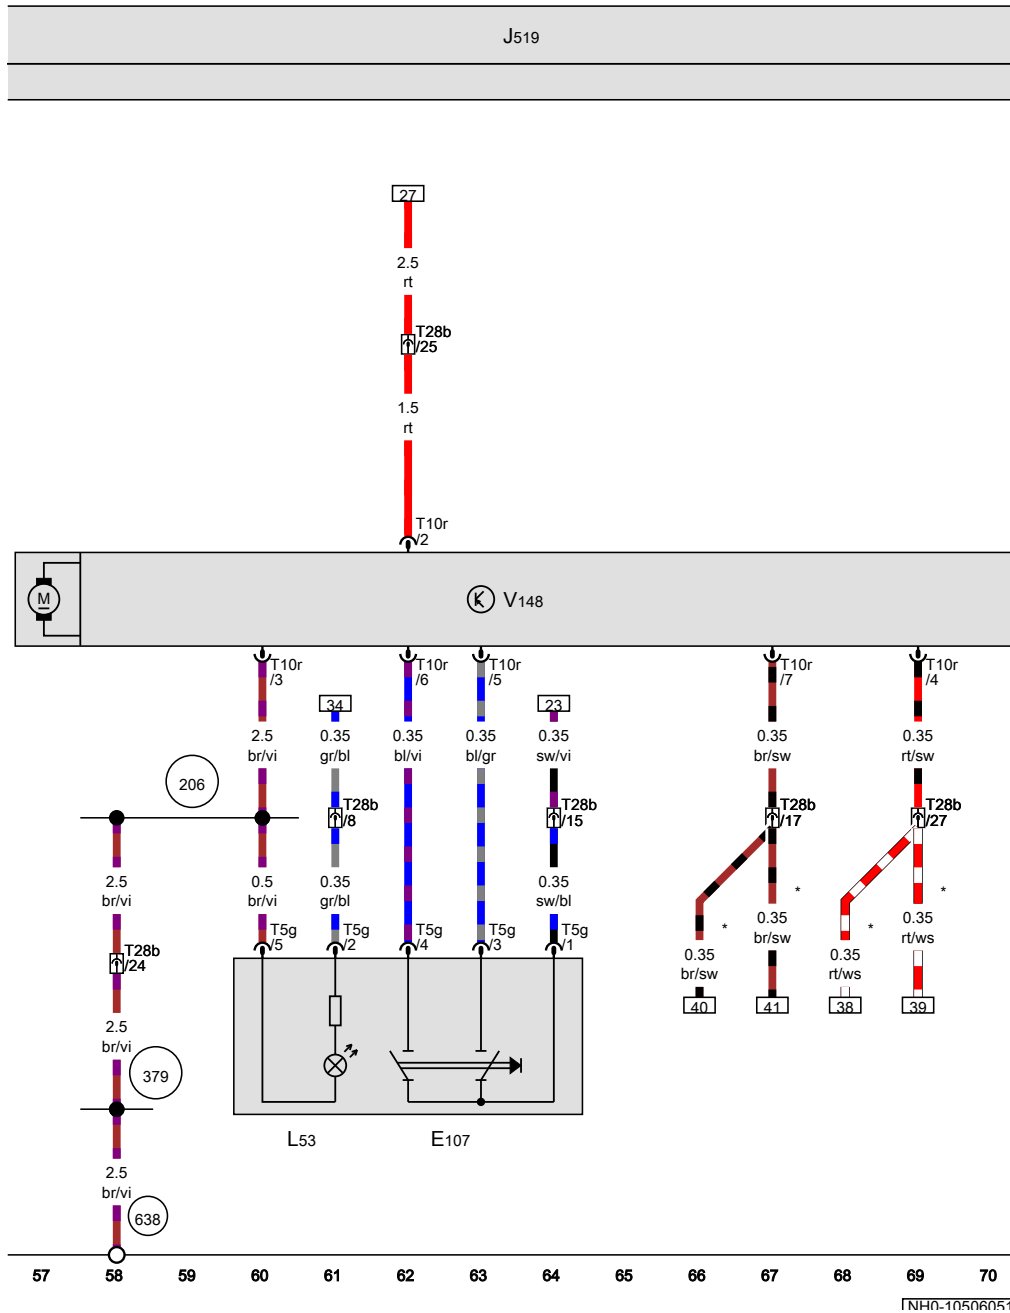 J519
27
2.5
rt
T28b
/25
1.5
rt
T10r
/2
M
V148
T10r
/3
T10r
/6
T10r
/5
T10r
/7
T10r
/4
34
23
2.5
br/vi
0.35
gr/bl
0.35
bl/vi
0.35
bl/gr
0.35
sw/vi
0.35
br/sw
0.35
rt/sw
206
T28b
/8
T28b
/15
T28b
/17
T28b
/27
2.5
br/vi
0.5
br/vi
0.35
gr/bl
0.35
sw/bl
*
*
0.35
br/sw
0.35
rt/ws
T5g
/5
T5g
/2
T5g
/4
T5g
/3
T5g
/1
*
*
T28b
/24
0.35
br/sw
0.35
rt/ws
40
41
38
39
2.5
br/vi
379
L53
E107
2.5
br/vi
638
57 58 59 60 61 62 63 64 65 66 67 68 69 70
NH0-10506051